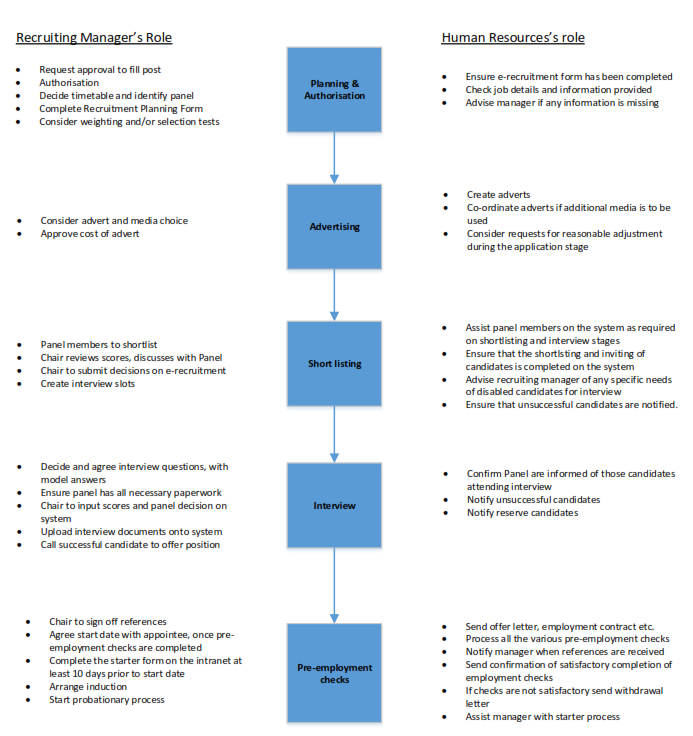 Recruiting Manager's Role
Human Resources's role
• Request approval to fill post
• Authorisation
• Decide timetable and identify panel
• Complete Recruitment Planning Form
• Consider weighting and/or selection tests
Planning &
Authorisation
• Ensure e-recruitment form has been completed
• Check job details and information provided
• Advise manager if any information is missing
• Consider advert and media choice
• Approve cost of advert
Advertising
• Create adverts
• Co-ordinate adverts if additional media is to be
used
• Consider requests for reasonable adjustment
during the application stage
• Panel members to shortlist
• Chair reviews scores, discusses with Panel
• Chair to submit decisions on e-recruitment
• Create interview slots
Short listing
• Assist panel members on the system as required
on shortlisting and interview stages
• Ensure that the shortlsting and inviting of
candidates is completed on the system
• Advise recruiting manager of any specific needs
of disabled candidates for interview
• Ensure that unsuccessful candidates are notified.
• Decide and agree interview questions, with
model answers
• Ensure panel has all necessary paperwork
• Chair to input scores and panel decision on
system
• Upload interview documents onto system
• Call successful candidate to offer position
Interview
• Confirm Panel are informed of those candidates
attending interview
• Notify unsuccessful candidates
• Notify reserve candidates
• Chair to sign off references
• Agree start date with appointee, once pre-
employment checks are completed
• Complete the starter form on the intranet at
least 10 days prior to start date
• Arrange induction
• Start probationary process
Pre-employment
checks
• Send offer letter, employment contract etc.
• Process all the various pre-employment checks
• Notify manager when references are received
• Send confirmation of satisfactory completion of
employment checks
• If checks are not satisfactory send withdrawal
letter
• Assist manager with starter process